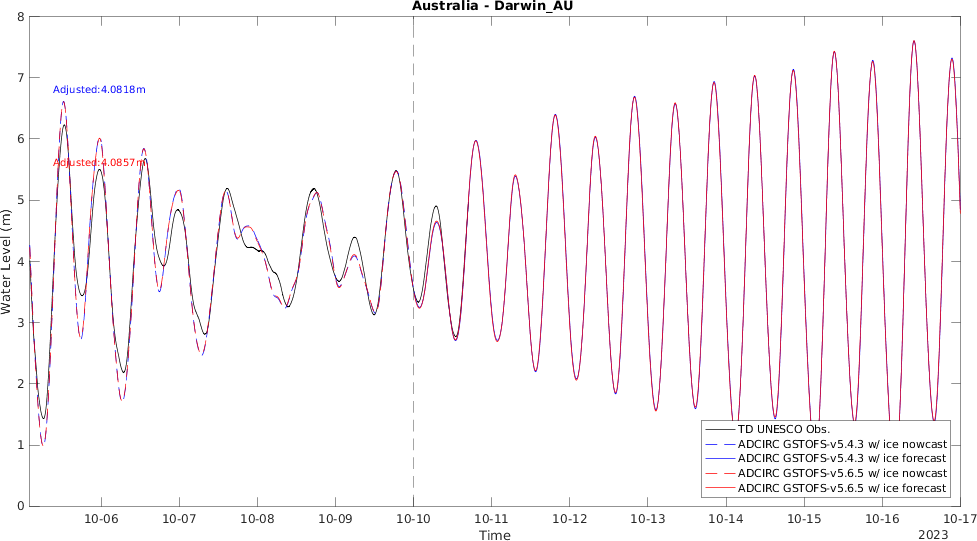 Australia - Darwin_AU
8
7
6
5
4
3
2
1
0
Water Level (m)
Adjusted:4.0818m
Adjusted:4.0857m
TD UNESCO Obs.
ADCIRC GSTOFS-v5.4.3 w/ ice nowcast
ADCIRC GSTOFS-v5.4.3 w/ ice forecast
ADCIRC GSTOFS-v5.6.5 w/ ice nowcast
ADCIRC GSTOFS-v5.6.5 w/ ice forecast
10-06 10-07 10-08 10-09 10-10 10-11 10-12 10-13 10-14 10-15 10-16 10-17
Time
2023